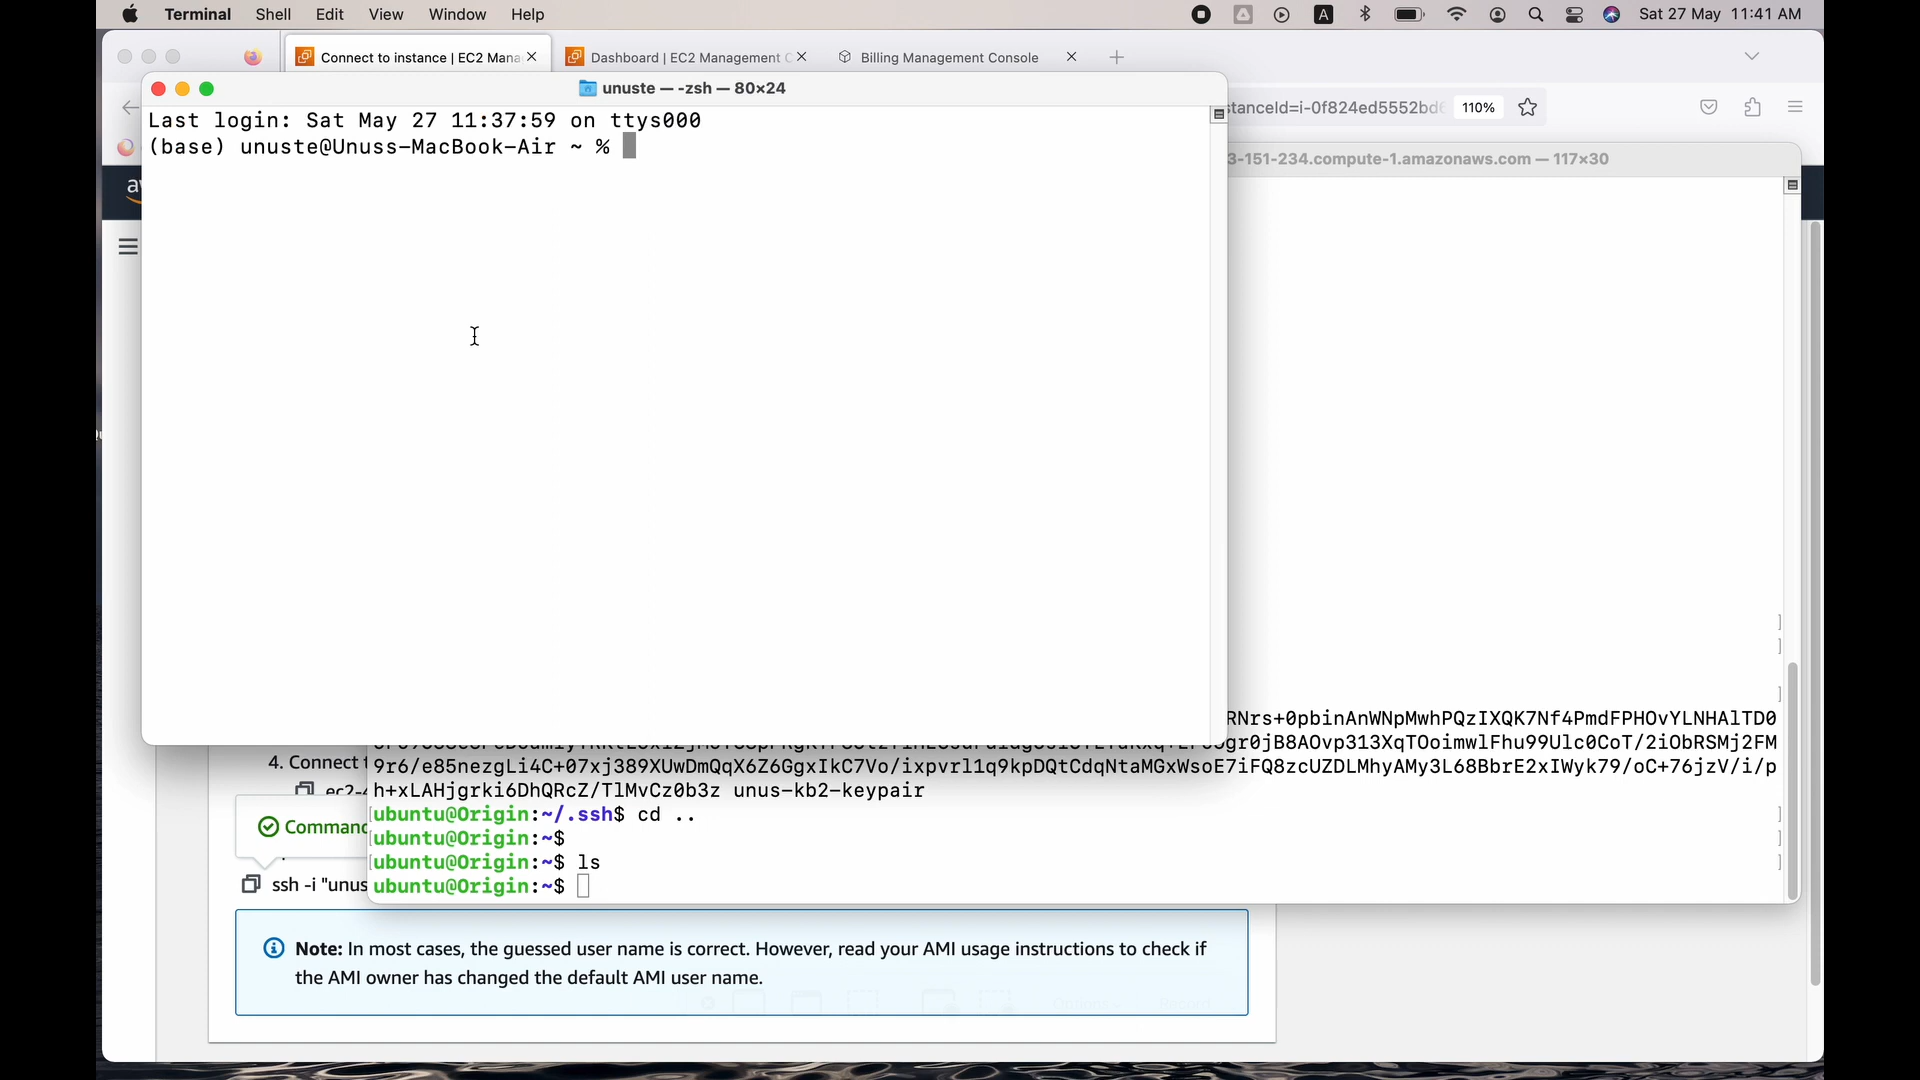 Terminal Shell Edit View Window Help A Sat 27 May 11:41 AM
Connect to instance | EC2 Mana Dashboard | EC2 Management C Billing Management Console
unuste — -zsh — 80×24
stanceId=i-0f824ed5552bd 110%
Last login: Sat May 27 11:37:59 on ttys000
(base) unuste@Unuss-MacBook-Air ~ %
3-151-234.compute-1.amazonaws.com — 117×30
RNrs+0pbinAnWNpMwhPQzIXQK7Nf4PmdFPHOvYLNHAlTD0
gr0jB8AOvp313XqTOoimwlFhu99Ulc0CoT/2iObRSMj2FM
9r6/e85nezgLi4C+07xj389XUwDmQqX6Z6GgxIkC7Vo/ixpvrl1q9kpDQtCdqNtaMGxWsoE7iFQ8zcUZDLMhyAMy3L68BbrE2xIWyk79/oC+76jzV/i/p
h+xLAHjgrki6DhQRcZ/TlMvCz0b3z unus-kb2-keypair
ubuntu@Origin:~/.ssh$ cd ..
ubuntu@Origin:~$
ubuntu@Origin:~$ ls
ubuntu@Origin:~$
4. Connect
ec2-
Command
ssh -i "unus
Note: In most cases, the guessed user name is correct. However, read your AMI usage instructions to check if
the AMI owner has changed the default AMI user name.